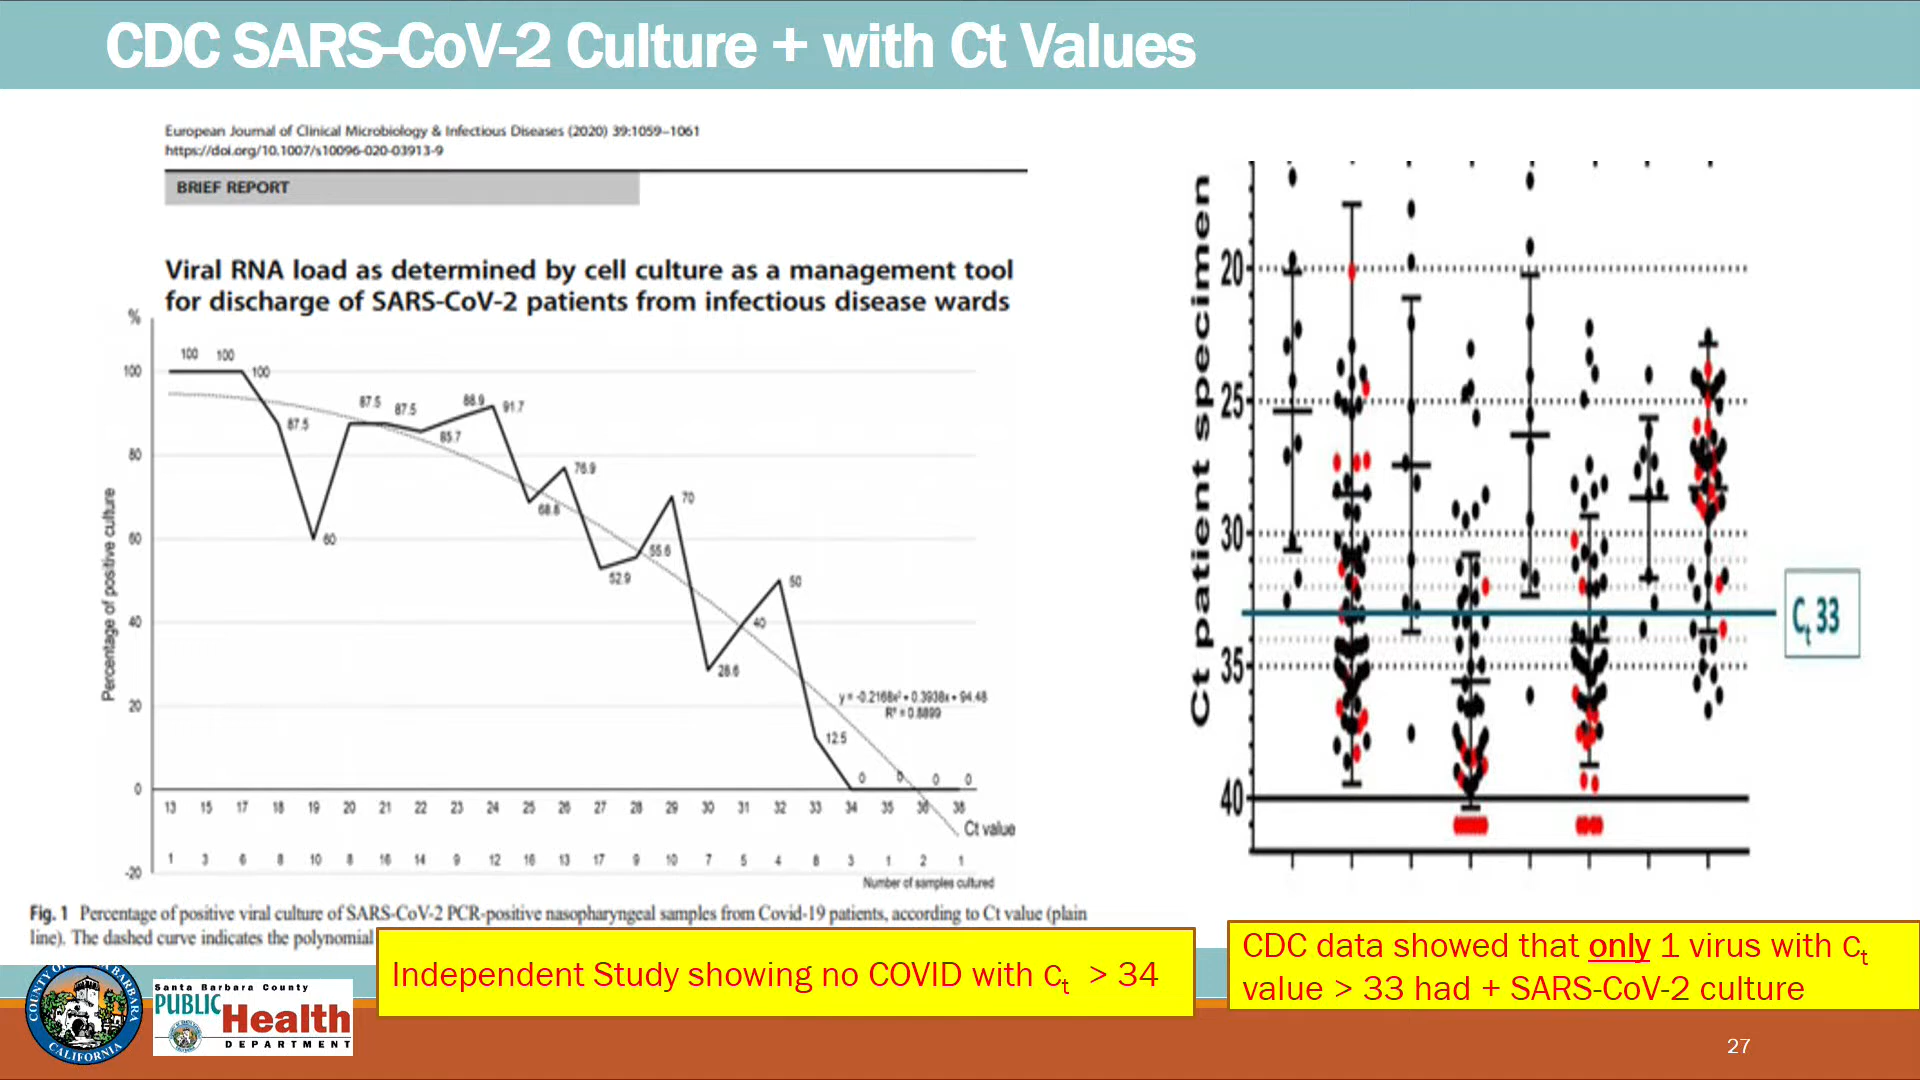 CDC SARS-CoV-2 Culture + with Ct Values
European Journal of Clinical Microbiology & Infectious Diseases (2020) 39:1059–1061
https://doi.org/10.1007/s10096-020-03913-9
BRIEF REPORT
Viral RNA load as determined by cell culture as a management tool
for discharge of SARS-CoV-2 patients from infectious disease wards
%
100
80
60
40
20
0
-20
Percentage of positive culture
100 100 100 87.5 60 87.5 87.5 85.7 88.9 91.7 68.8 76.9 52.9 55.6 70 28.6 40 50 12.5 0 0 0 0
y = -0.2168x² + 0.3938x + 94.48
R² = 0.8899
13 15 17 18 19 20 21 22 23 24 25 26 27 28 29 30 31 32 33 34 35 36 38
Ct value
1 3 6 8 10 8 16 14 9 12 16 13 17 9 10 7 5 4 8 3 1 2 1
Number of samples cultured
Fig. 1 Percentage of positive viral culture of SARS-CoV-2 PCR-positive nasopharyngeal samples from Covid-19 patients, according to Ct value (plain
line). The dashed curve indicates the polynomial
Ct patient specimen
20
25
30
35
40
Ct 33
Independent Study showing no COVID with Ct > 34
CDC data showed that only 1 virus with Ct
value > 33 had + SARS-CoV-2 culture
CALIFORNIA
Santa Barbara County
PUBLIC
Health
DEPARTMENT
27